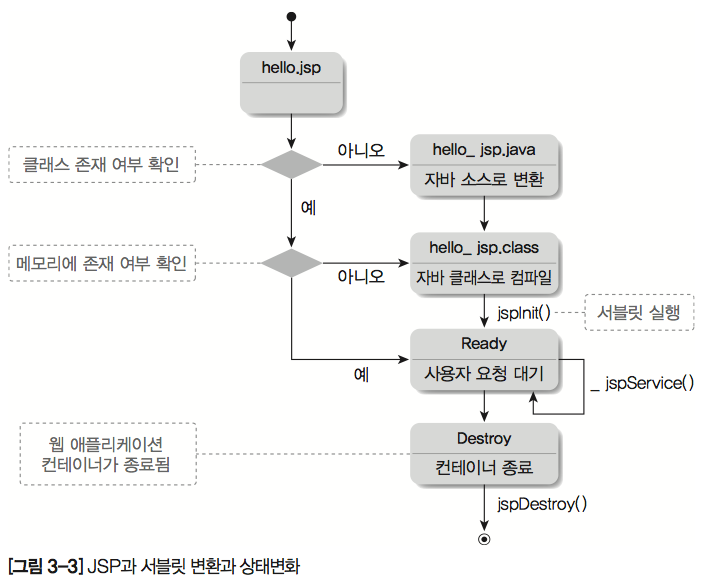 hello.jsp
클래스 존재 여부 확인
아니오
hello_ jsp.java
자바 소스로 변환
예
메모리에 존재 여부 확인
아니오
hello_ jsp.class
자바 클래스로 컴파일
jspInit()
서블릿 실행
Ready
사용자 요청 대기
예
_ jspService()
웹 애플리케이션
컨테이너가 종료됨
Destroy
컨테이너 종료
jspDestroy()
[그림 3-3] JSP과 서블릿 변환과 상태변화